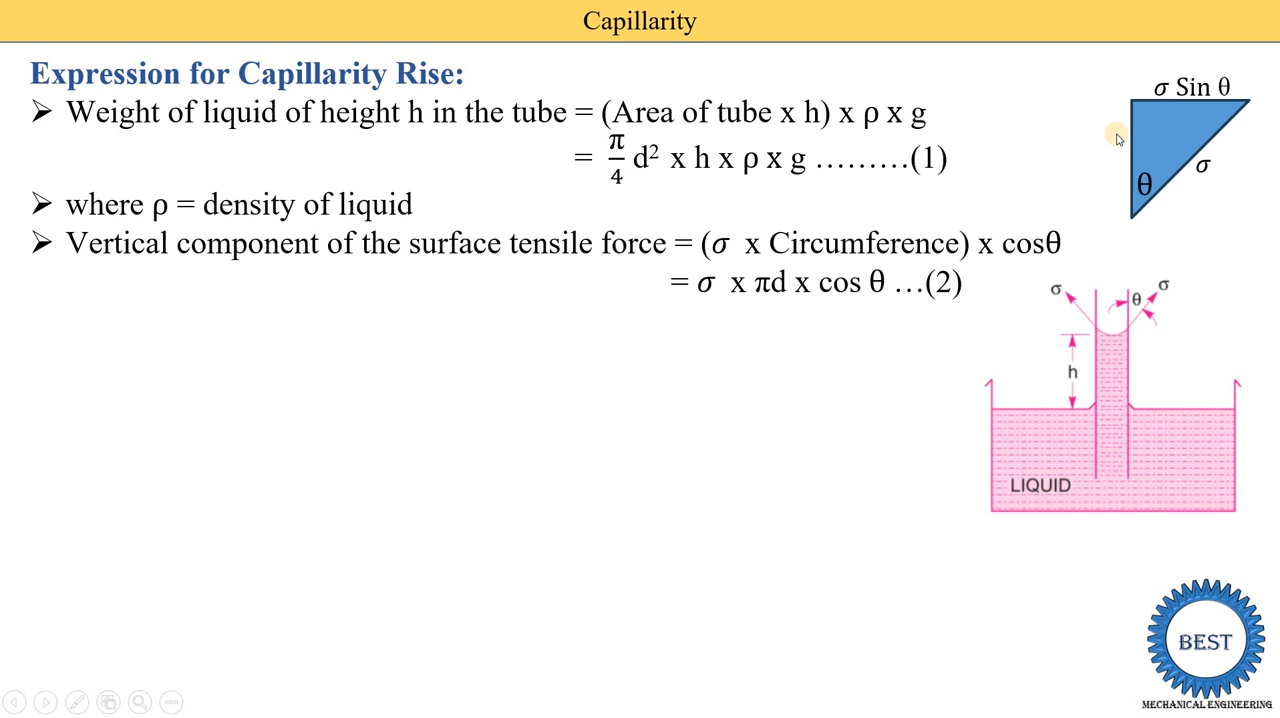 Capillarity
Expression for Capillarity Rise:
➢ Weight of liquid of height h in the tube = (Area of tube x h) x ρ x g
= π/4 d² x h x ρ x g ………(1)
➢ where ρ = density of liquid
➢ Vertical component of the surface tensile force = (𝜎 x Circumference) x cosθ
= 𝜎 x πd x cos θ …(2)
𝜎 Sin θ
𝜎
θ
σ
θ
σ
h
LIQUID
BEST
MECHANICAL ENGINEERING